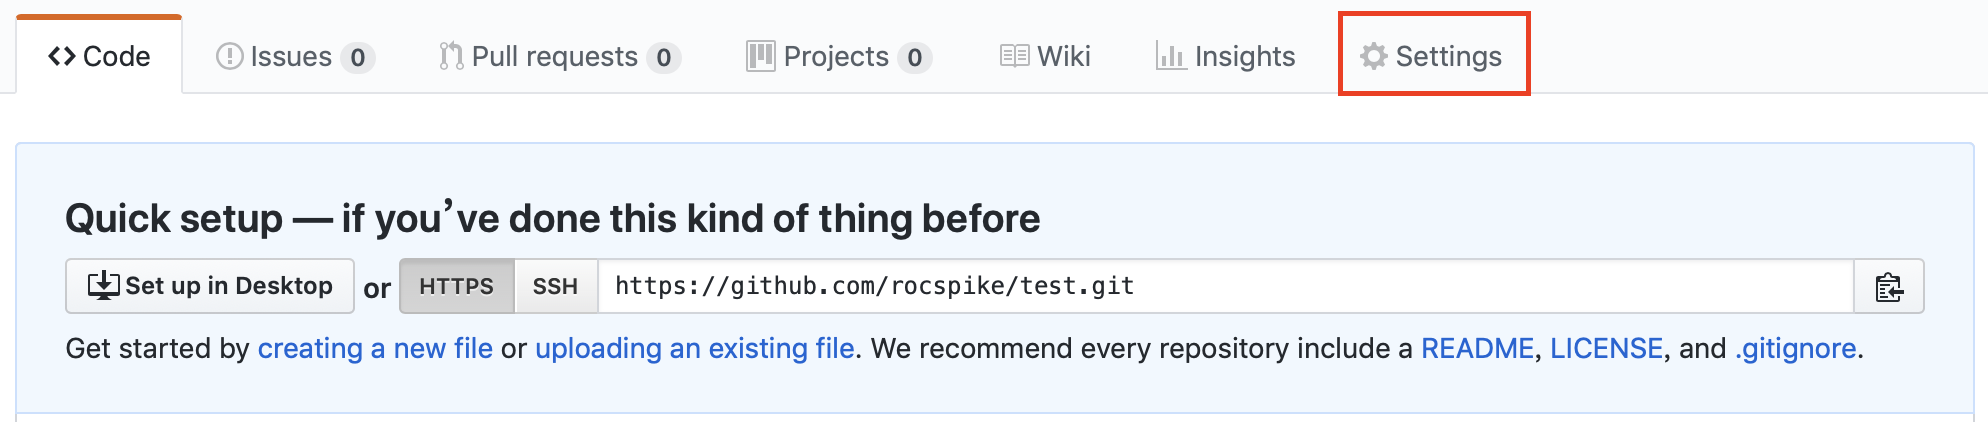 Code Issues 0 Pull requests 0 Projects 0 Wiki Insights Settings
Quick setup — if you’ve done this kind of thing before
Set up in Desktop or HTTPS SSH https://github.com/rocspike/test.git
Get started by creating a new file or uploading an existing file. We recommend every repository include a README, LICENSE, and .gitignore.